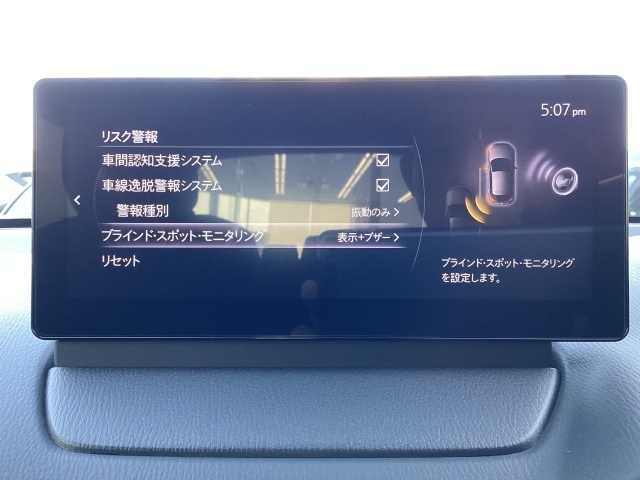 5:07 pm
リスク警報
車間認知支援システム
車線逸脱警報システム
警報種別 振動のみ
ブラインド・スポット・モニタリング 表示+ブザー
リセット
ブラインド・スポット・モニタリング
を設定します。